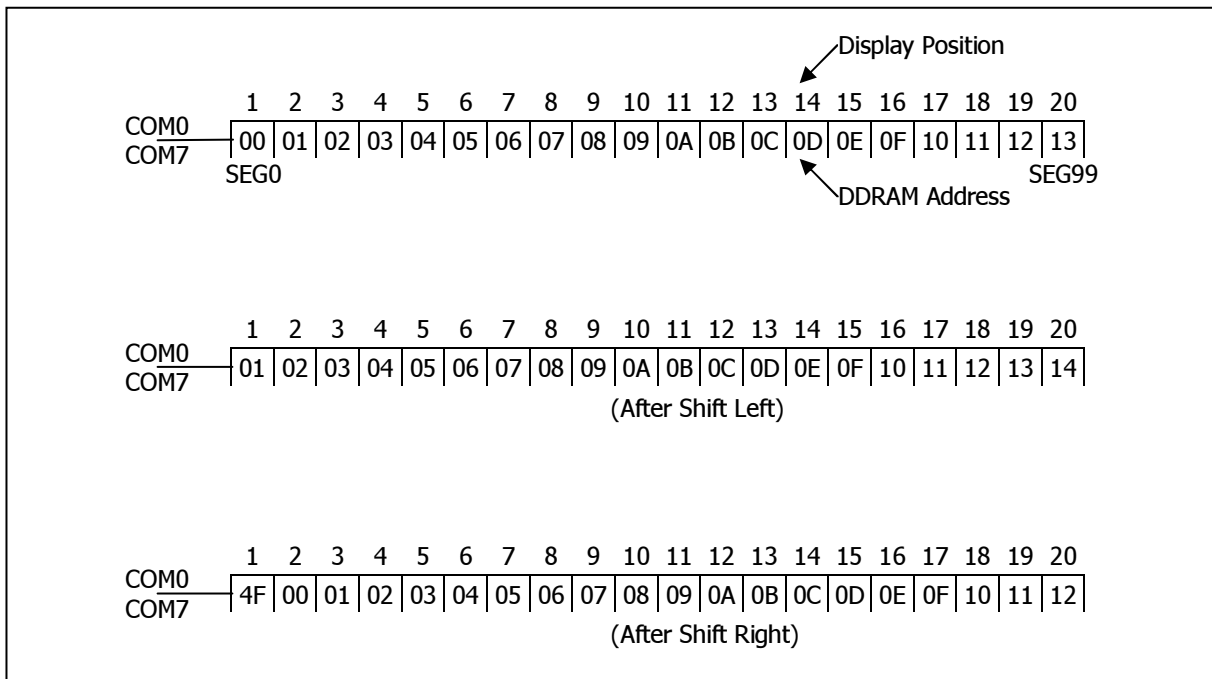 Display Position
1 2 3 4 5 6 7 8 9 10 11 12 13 14 15 16 17 18 19 20
COM0
COM7
00 01 02 03 04 05 06 07 08 09 0A 0B 0C 0D 0E 0F 10 11 12 13
SEG0 SEG99
DDRAM Address
1 2 3 4 5 6 7 8 9 10 11 12 13 14 15 16 17 18 19 20
COM0
COM7
01 02 03 04 05 06 07 08 09 0A 0B 0C 0D 0E 0F 10 11 12 13 14
(After Shift Left)
1 2 3 4 5 6 7 8 9 10 11 12 13 14 15 16 17 18 19 20
COM0
COM7
4F 00 01 02 03 04 05 06 07 08 09 0A 0B 0C 0D 0E 0F 10 11 12
(After Shift Right)